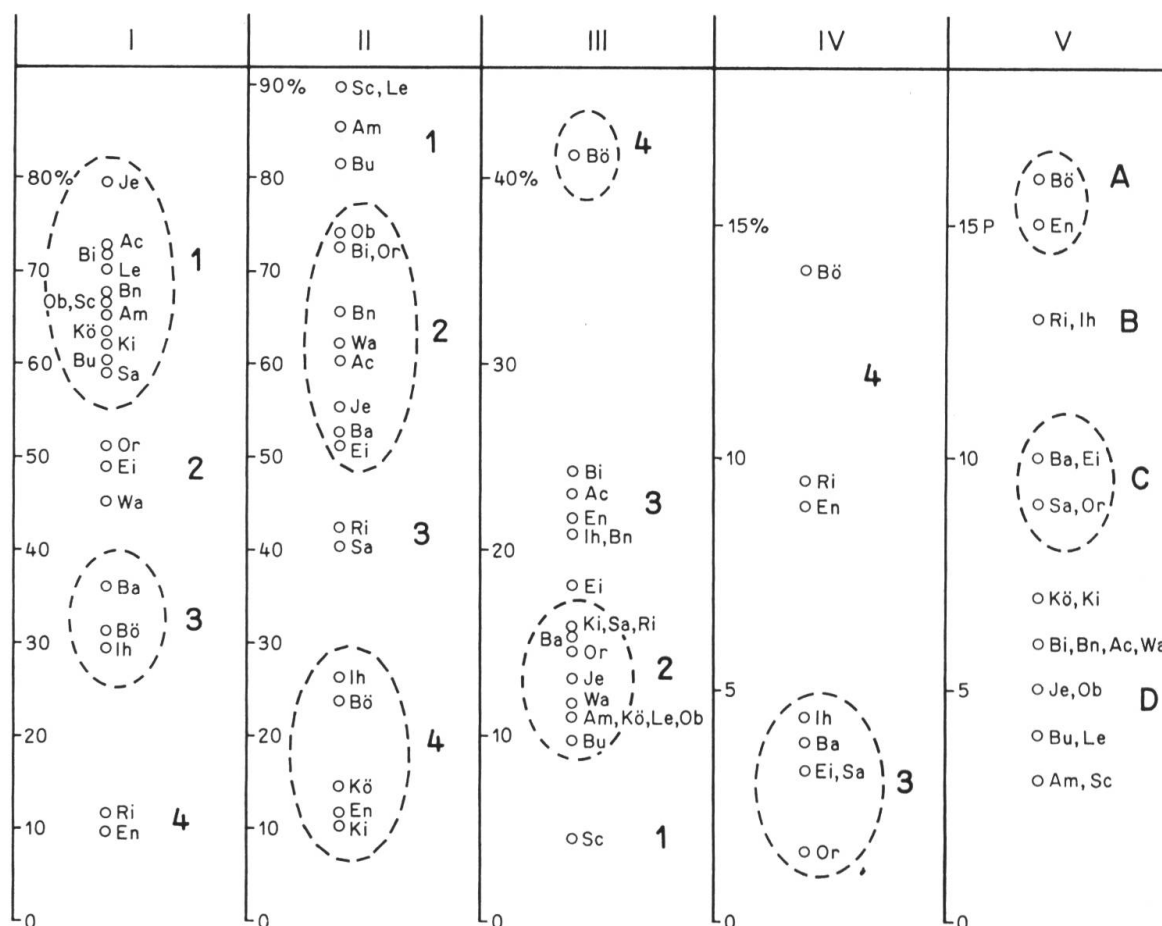 I II III IV V
90% Sc, Le
Am 1
Bu
80% Je
Ac
Bi
Le
Bn
Ob, Sc
Am
Kö
Ki
Bu
Sa
1
70
60
50
40
30
20
10
0
Or
Ei
Wa
2
Ba
Bö
Ih
3
Ri
En
4
80
70
60
50
40
30
20
10
0
Ob
Bi, Or
Bn
Wa
Ac
Je
Ba
Ei
2
Ri
Sa
3
Ih
Bö
Kö
En
Ki
4
40%
30
20
10
0
Bö
4
Bi
Ac
En
Ih, Bn
Ei
3
Ki, Sa, Ri
Ba
Or
Je
Wa
Am, Kö, Le, Ob
Bu
2
Sc
1
15%
10
5
0
Bö
Ri
En
4
Ih
Ba
Ei, Sa
Or
3
15 P
10
5
0
Bö
En
A
Ri, Ih
B
Ba, Ei
Sa, Or
C
Kö, Ki
Bi, Bn, Ac, Wa
Je, Ob
Bu, Le
Am, Sc
D